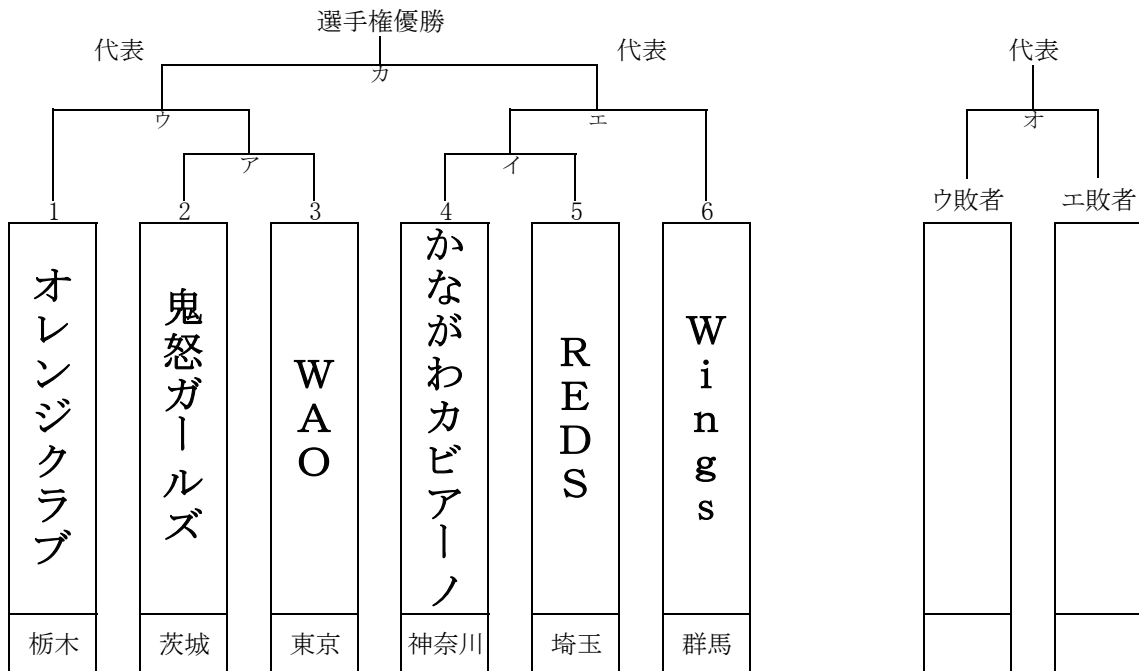 選手権優勝
代表
代表
代表
カ
ウ
エ
オ
ア
イ
ウ敗者
エ敗者
1
2
3
4
5
6
オレンジクラブ
鬼怒ガールズ
WAO
かながわカビアーノ
REDS
Wings
栃木
茨城
東京
神奈川
埼玉
群馬